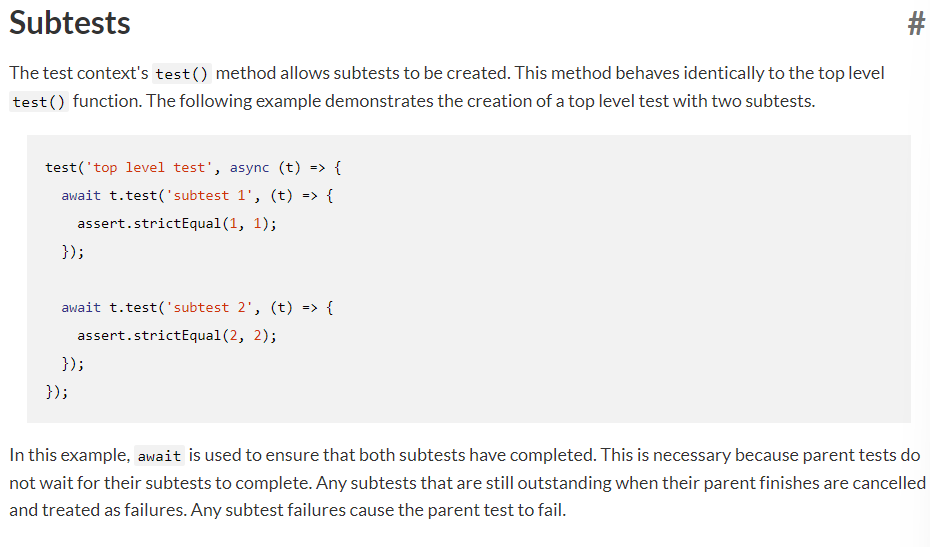 Subtests #
The test context's test() method allows subtests to be created. This method behaves identically to the top level
test() function. The following example demonstrates the creation of a top level test with two subtests.
test('top level test', async (t) => {
  await t.test('subtest 1', (t) => {
    assert.strictEqual(1, 1);
  });

  await t.test('subtest 2', (t) => {
    assert.strictEqual(2, 2);
  });
});
In this example, await is used to ensure that both subtests have completed. This is necessary because parent tests do
not wait for their subtests to complete. Any subtests that are still outstanding when their parent finishes are cancelled
and treated as failures. Any subtest failures cause the parent test to fail.